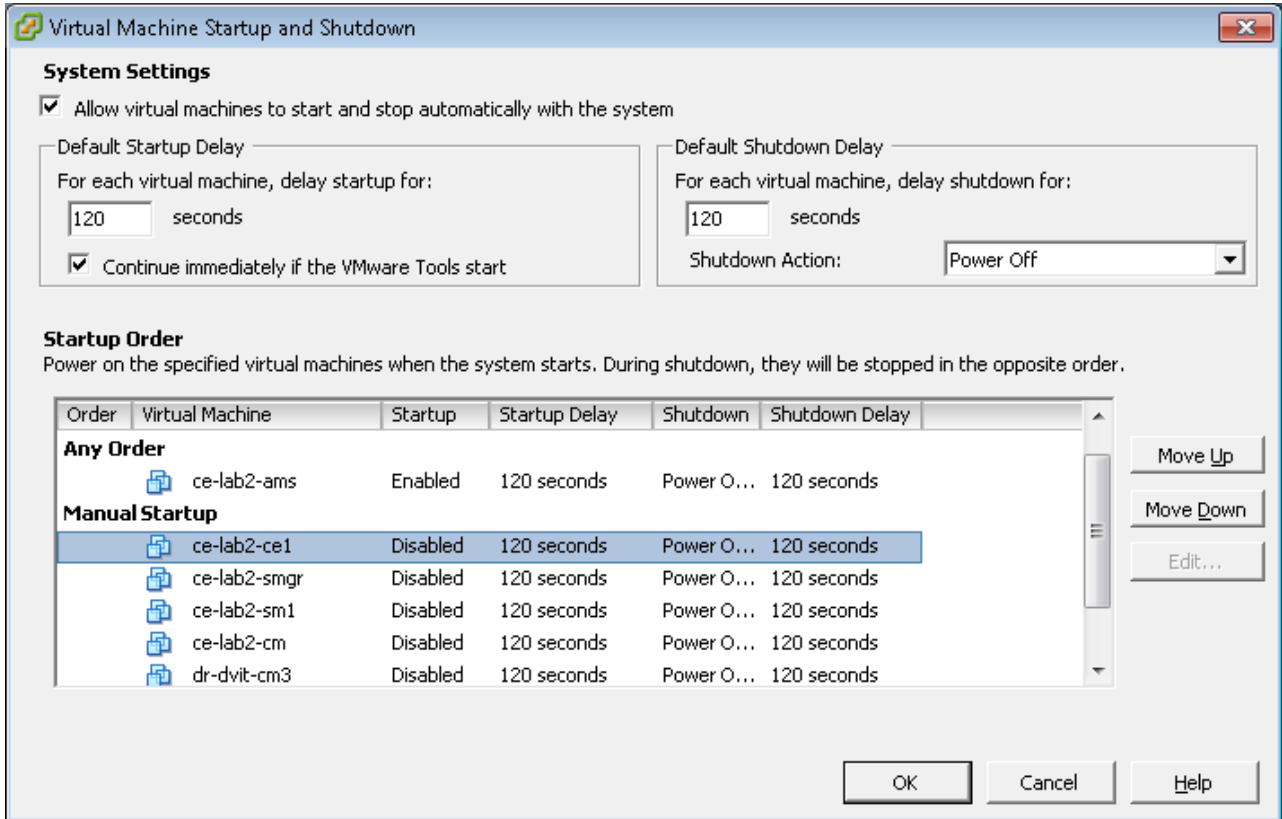 Virtual Machine Startup and Shutdown
System Settings
Allow virtual machines to start and stop automatically with the system
Default Startup Delay
For each virtual machine, delay startup for:
120 seconds
Continue immediately if the VMware Tools start
Default Shutdown Delay
For each virtual machine, delay shutdown for:
120 seconds
Shutdown Action: Power Off
Startup Order
Power on the specified virtual machines when the system starts. During shutdown, they will be stopped in the opposite order.
Order Virtual Machine Startup Startup Delay Shutdown Shutdown Delay
Any Order
ce-lab2-ams Enabled 120 seconds Power O... 120 seconds
Manual Startup
ce-lab2-ce1 Disabled 120 seconds Power O... 120 seconds
ce-lab2-smgr Disabled 120 seconds Power O... 120 seconds
ce-lab2-sm1 Disabled 120 seconds Power O... 120 seconds
ce-lab2-cm Disabled 120 seconds Power O... 120 seconds
dr-dvit-cm3 Disabled 120 seconds Power O... 120 seconds
Move Up
Move Down
Edit...
OK Cancel Help